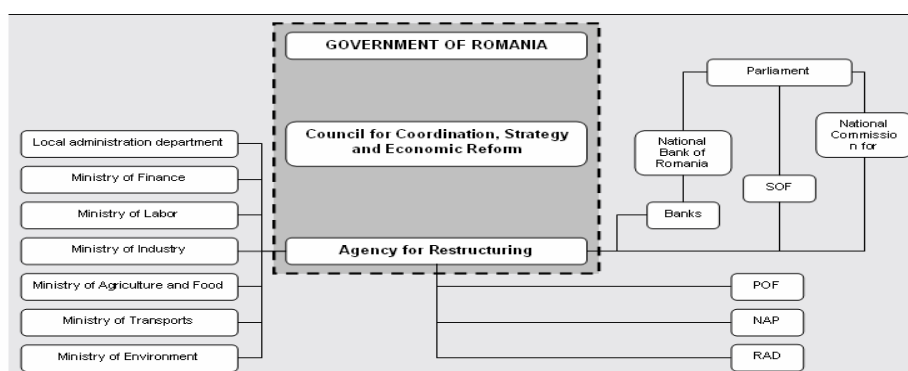 GOVERNMENT OF ROMANIA
Parliament
Council for Coordination, Strategy
and Economic Reform
National
Bank of
Romania
National
Commissio
n for
SOF
Banks
Local administration department
Ministry of Finance
Ministry of Labor
Ministry of Industry
Ministry of Agriculture and Food
Ministry of Transports
Ministry of Environment
Agency for Restructuring
POF
NAP
RAD